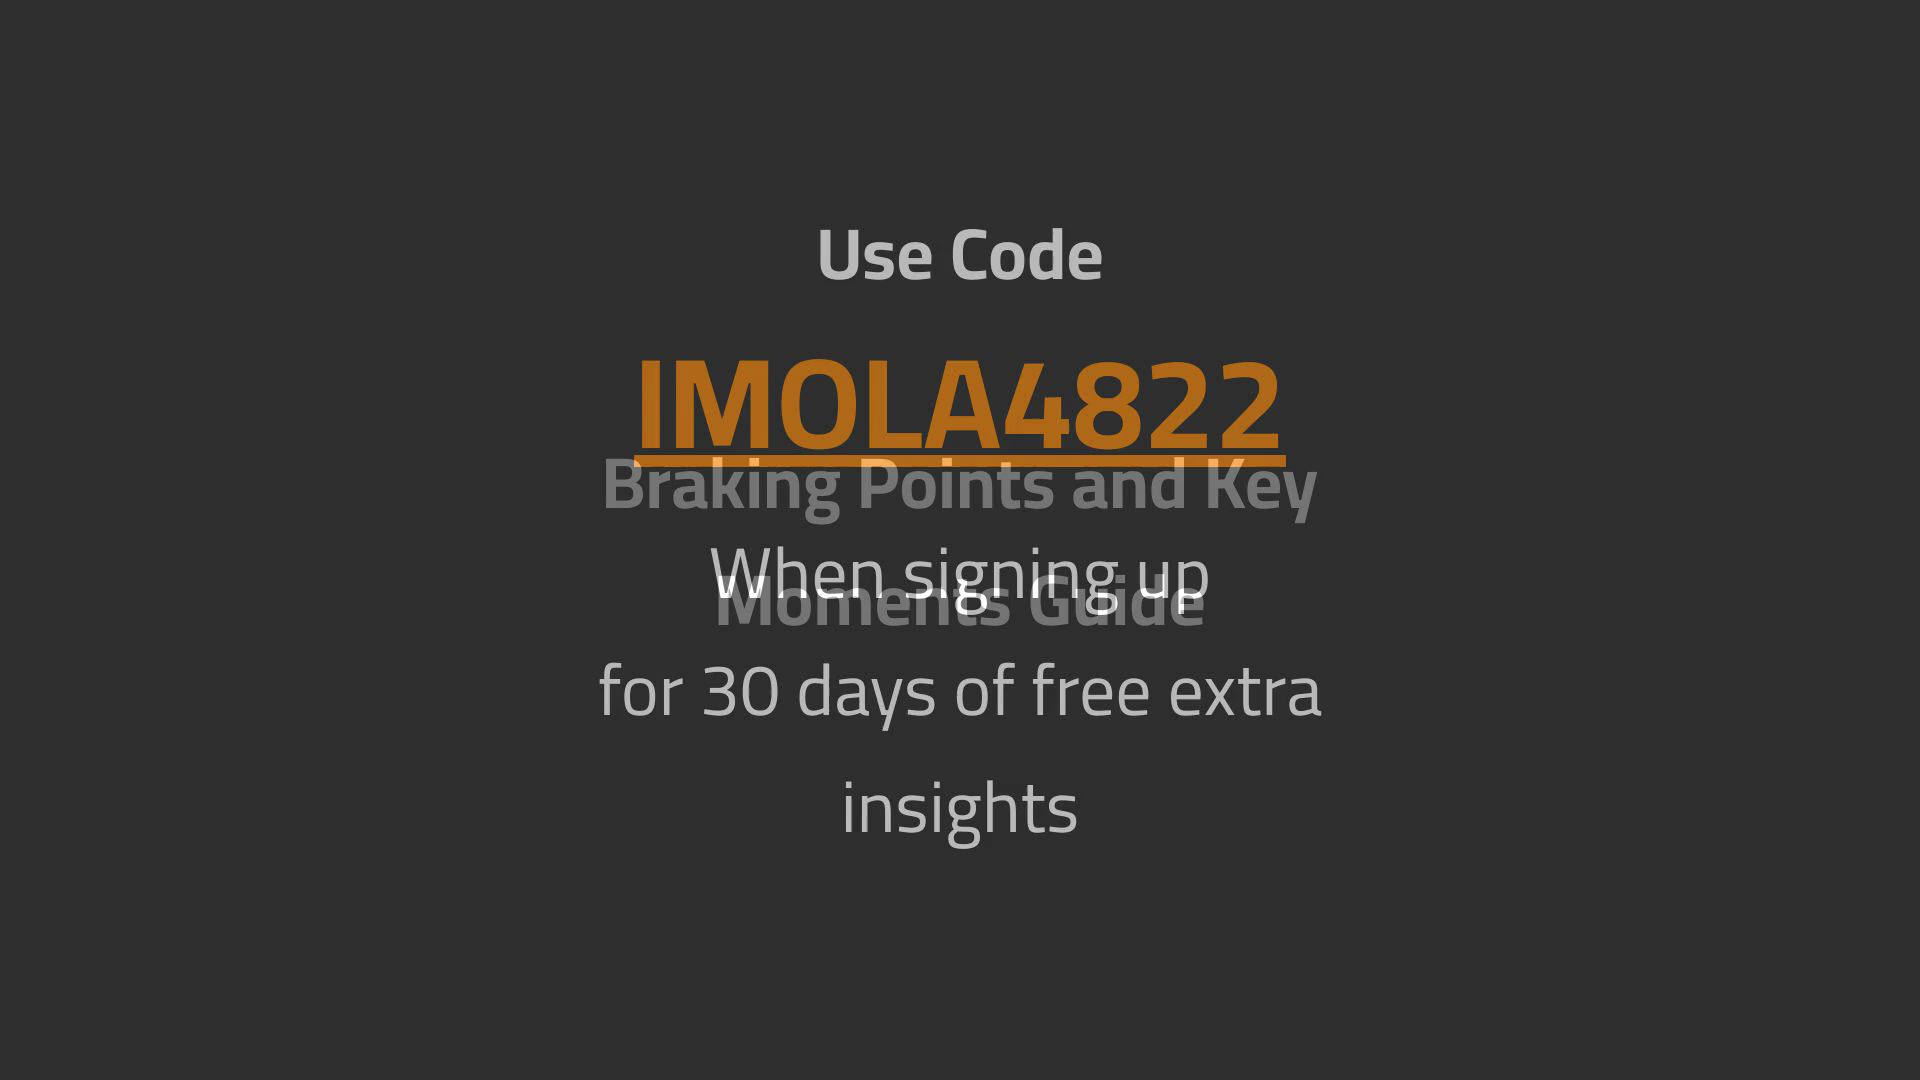 Use Code
IMOLA4822
Braking Points and Key
When signing up
Moments Guide
for 30 days of free extra
insights